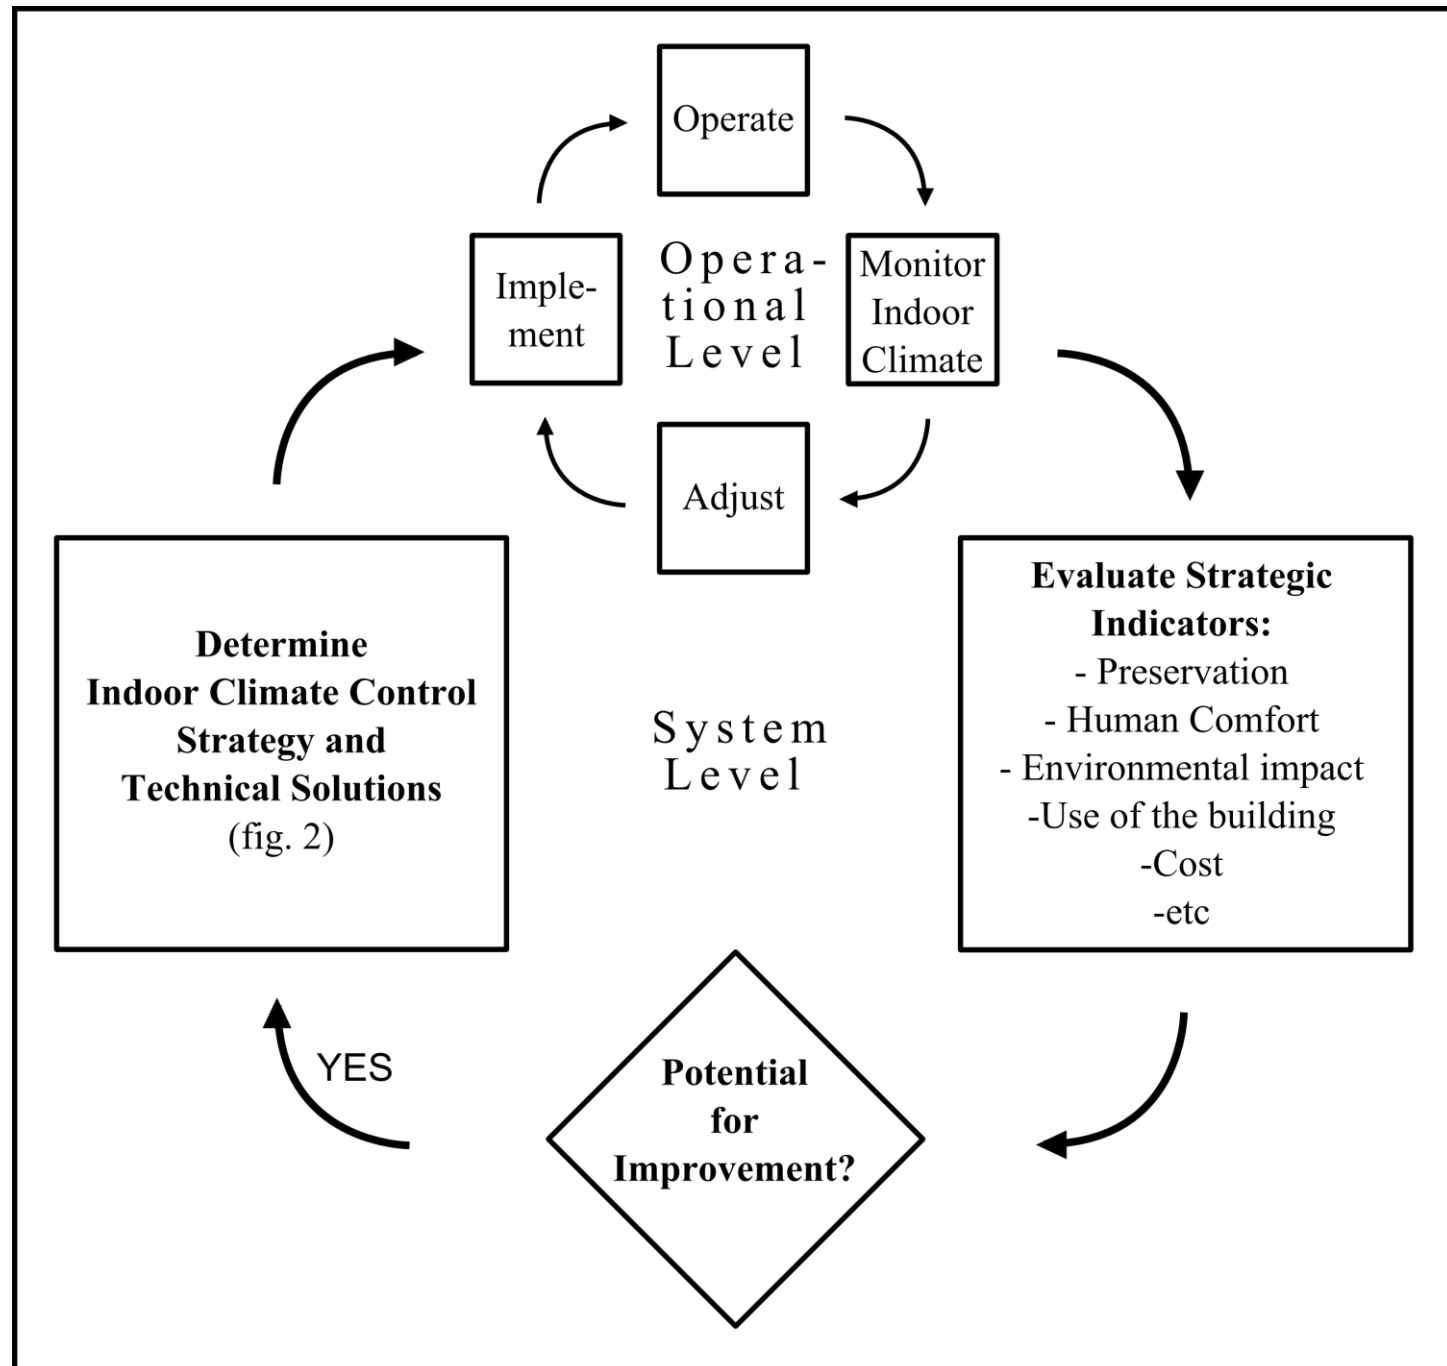 Operate
Opera-
tional
Level
Imple-
ment
Monitor
Indoor
Climate
Adjust
Determine
Indoor Climate Control
Strategy and
Technical Solutions
(fig. 2)
System
Level
Evaluate Strategic
Indicators:
- Preservation
- Human Comfort
- Environmental impact
-Use of the building
-Cost
-etc
YES
Potential
for
Improvement?